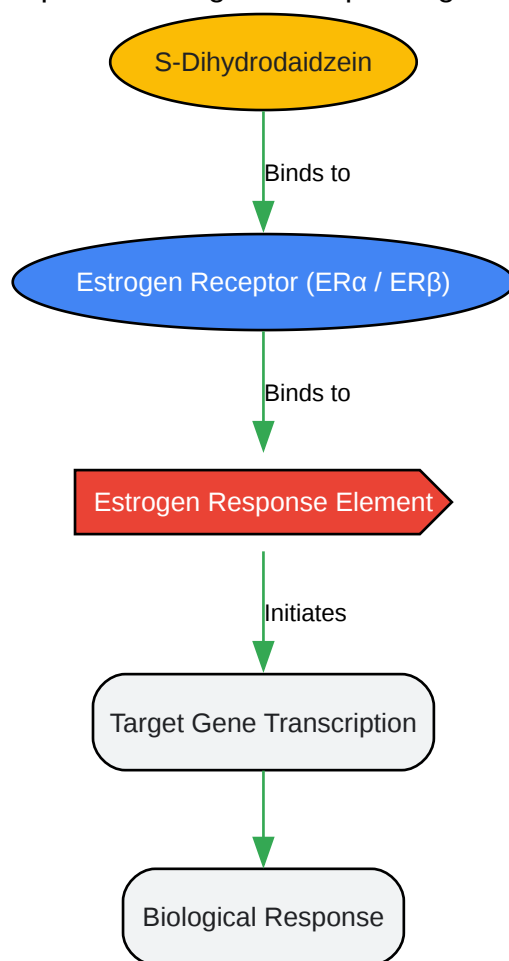 S-Dihydrodaidzein
Binds to
Estrogen Receptor (ERα / ERβ)
Binds to
Estrogen Response Element
Initiates
Target Gene Transcription
Biological Response